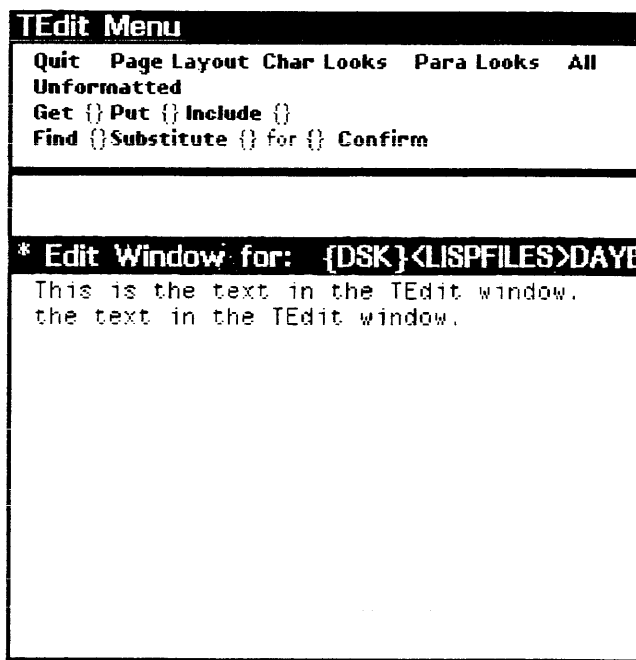 TEdit Menu
Quit Page Layout Char Looks Para Looks All
Unformatted
Get {} Put {} Include {}
Find {} Substitute {} for {} Confirm
* Edit Window for: {DSK}<LISPFILES>DAYB
This is the text in the TEdit window.
the text in the TEdit window.